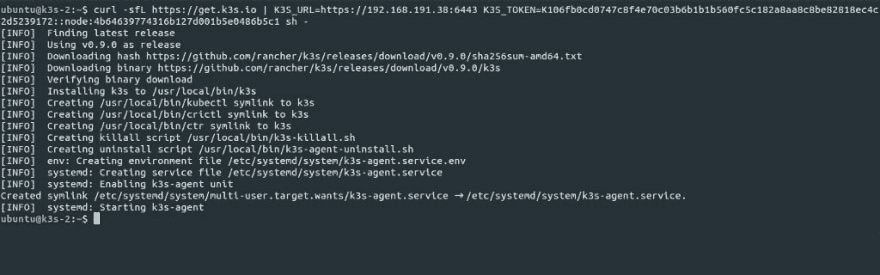 ubuntu@k3s-2:~$ curl -sfL https://get.k3s.io | K3S_URL=https://192.168.191.38:6443 K3S_TOKEN=K106fb0cd0747c8f4e70c03b6b1b1b560fc5c182a8aa8c8be82818ec4c
2d5239172::node:4b64639774316b127d001b5e0486b5c1 sh -
[INFO]  Finding latest release
[INFO]  Using v0.9.0 as release
[INFO]  Downloading hash https://github.com/rancher/k3s/releases/download/v0.9.0/sha256sum-amd64.txt
[INFO]  Downloading binary https://github.com/rancher/k3s/releases/download/v0.9.0/k3s
[INFO]  Verifying binary download
[INFO]  Installing k3s to /usr/local/bin/k3s
[INFO]  Creating /usr/local/bin/kubectl symlink to k3s
[INFO]  Creating /usr/local/bin/crictl symlink to k3s
[INFO]  Creating /usr/local/bin/ctr symlink to k3s
[INFO]  Creating killall script /usr/local/bin/k3s-killall.sh
[INFO]  Creating uninstall script /usr/local/bin/k3s-agent-uninstall.sh
[INFO]  env: Creating environment file /etc/systemd/system/k3s-agent.service.env
[INFO]  systemd: Creating service file /etc/systemd/system/k3s-agent.service
[INFO]  systemd: Enabling k3s-agent unit
Created symlink /etc/systemd/system/multi-user.target.wants/k3s-agent.service → /etc/systemd/system/k3s-agent.service.
[INFO]  systemd: Starting k3s-agent
ubuntu@k3s-2:~$